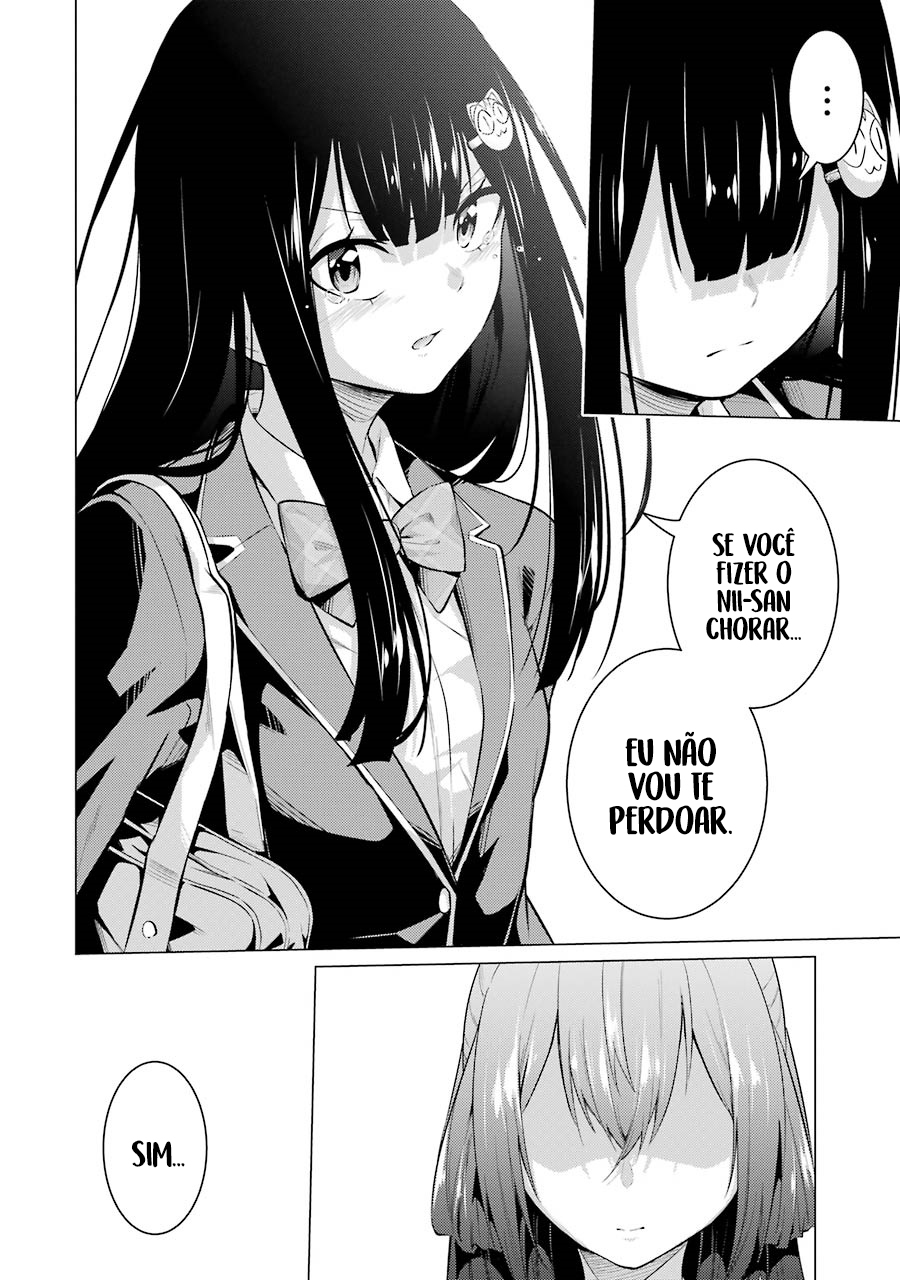 ...
SE VOCÊ
FIZER O
NII-SAN
CHORAR...
EU NÃO
VOU TE
PERDOAR.
SIM...